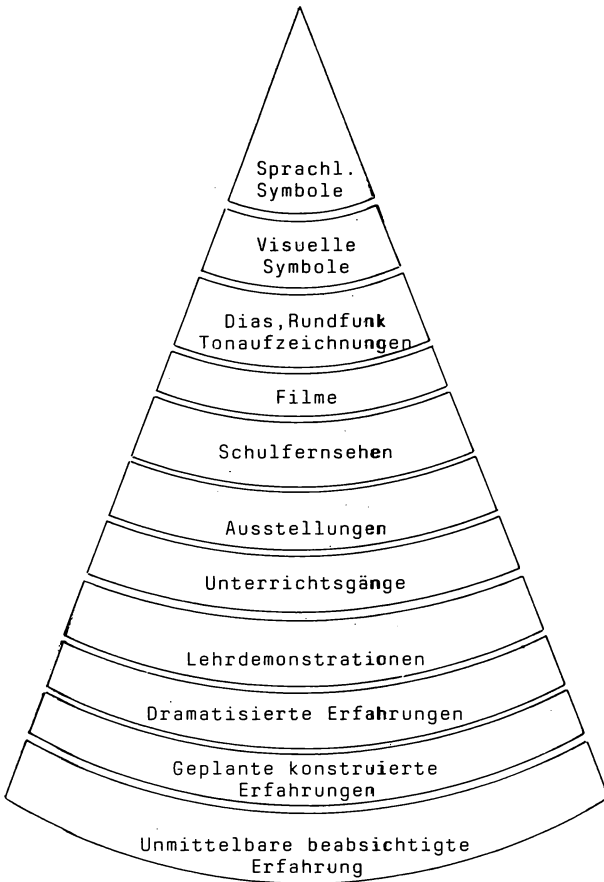 Sprachl.
Symbole
Visuelle
Symbole
Dias,Rundfunk
Tonaufzeichnungen
Filme
Schulfernsehen
Ausstellungen
Unterrichtsgänge
Lehrdemonstrationen
Dramatisierte Erfahrungen
Geplante konstruierte
Erfahrungen
Unmittelbare beabsichtigte
Erfahrung